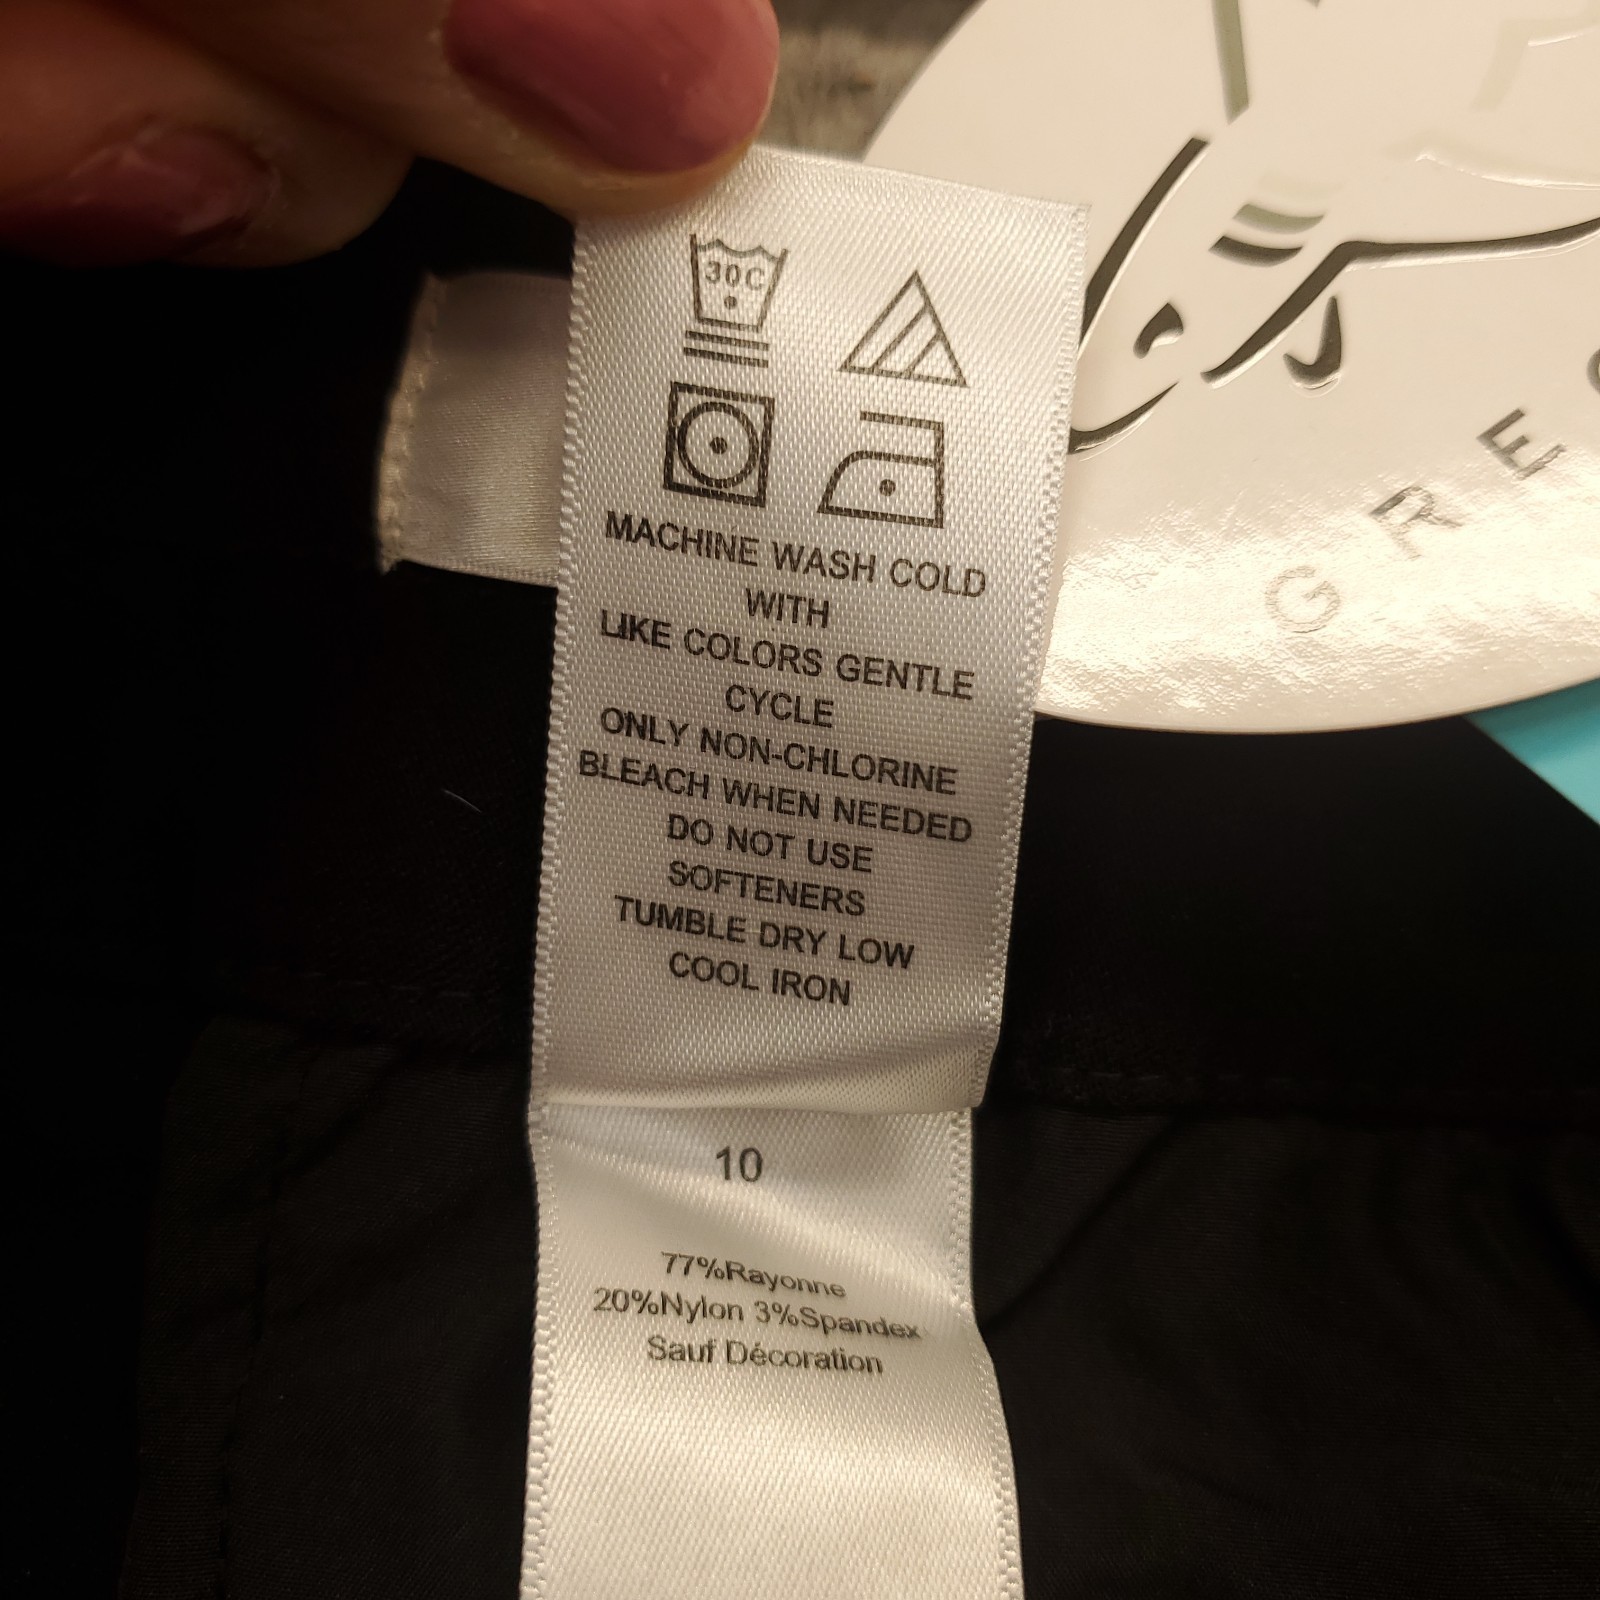 30C
MACHINE WASH COLD
WITH
LIKE COLORS GENTLE
CYCLE
ONLY NON-CHLORINE
BLEACH WHEN NEEDED
DO NOT USE
SOFTENERS
TUMBLE DRY LOW
COOL IRON
10
77%Rayonne
20%Nylon 3%Spandex
Sauf Décoration